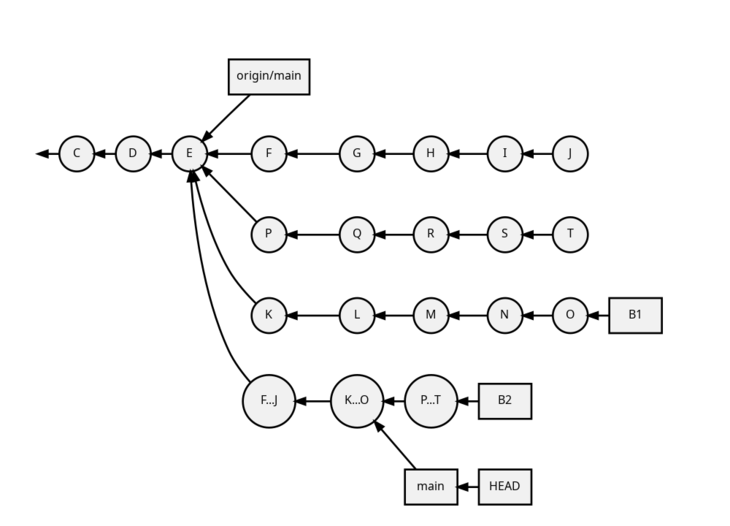 origin/main
C D E F G H I J
P Q R S T
K L M N O B1
F...J K...O P...T B2
main HEAD